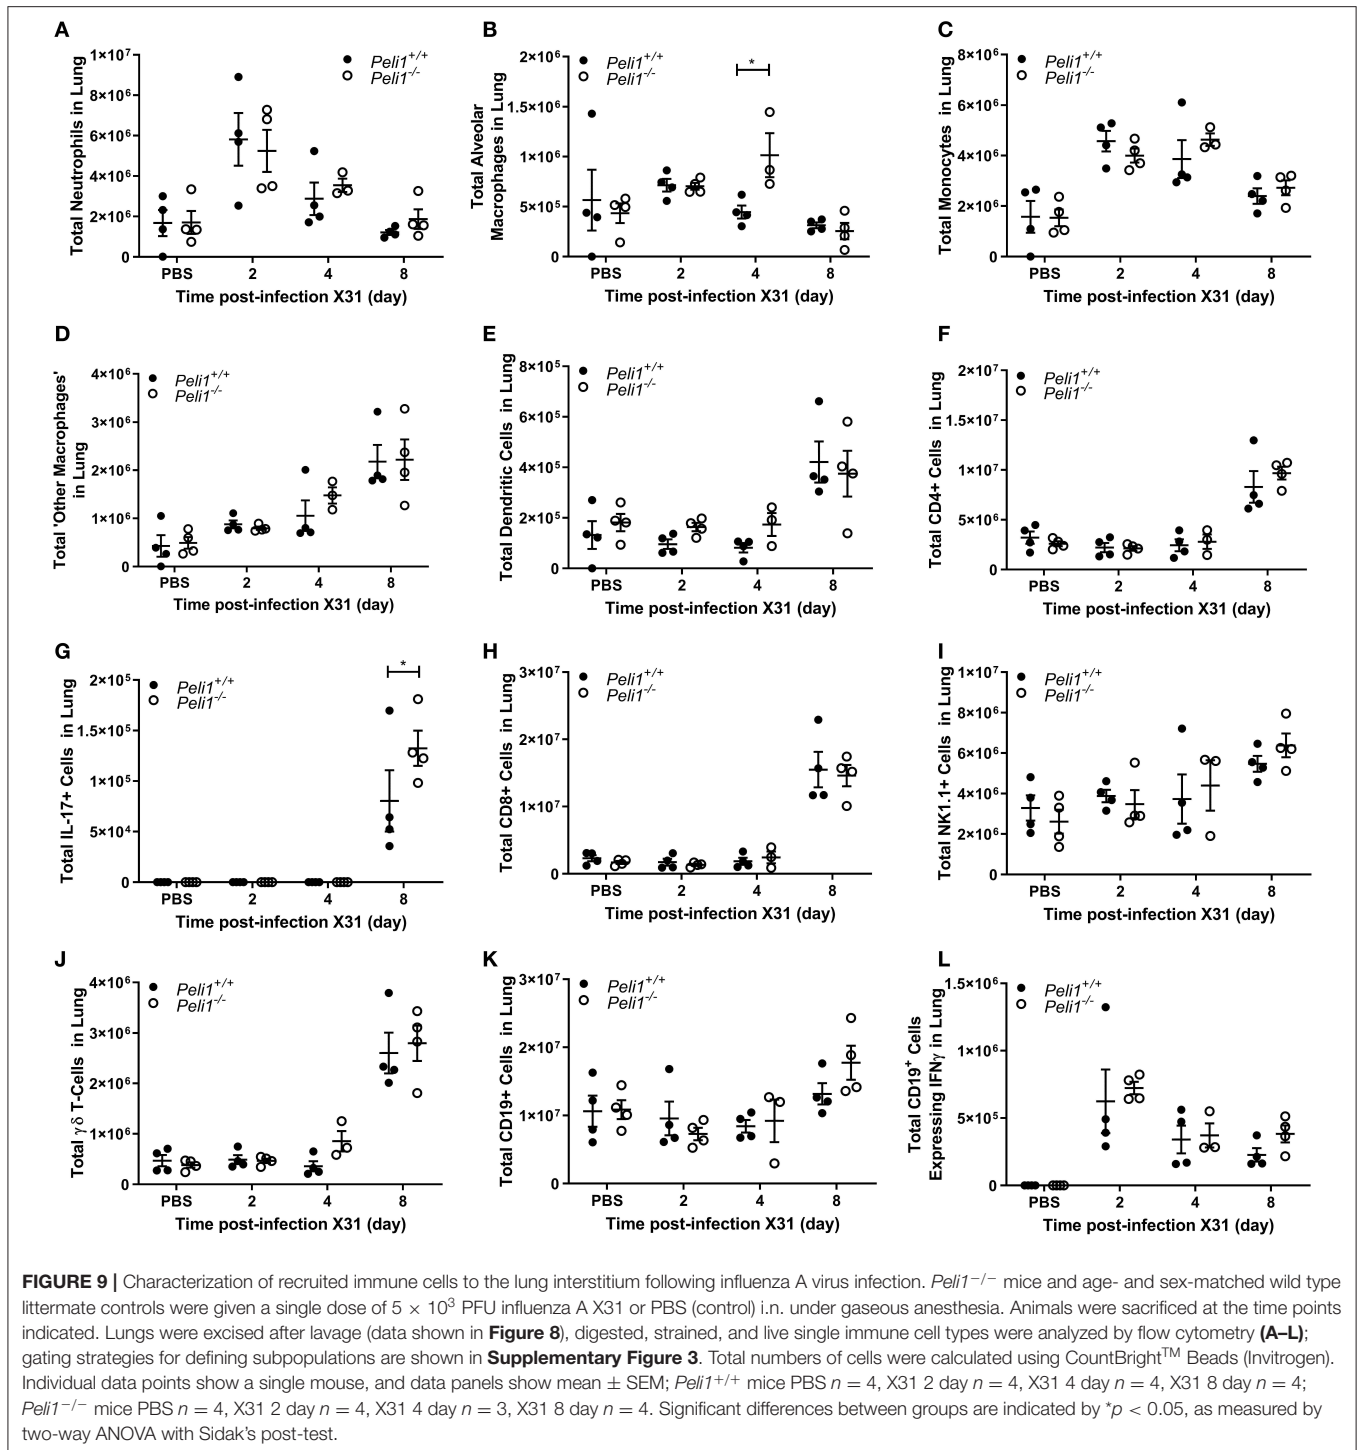 A
Total Neutrophils in Lung
1×10⁷
8×10⁶
6×10⁶
4×10⁶
2×10⁶
0
Peli1+/+
Peli1-/-
PBS 2 4 8
Time post-infection X31 (day)
B
Total Alveolar
Macrophages in Lung
2×10⁶
1.5×10⁶
1×10⁶
5×10⁵
0
Peli1+/+
Peli1-/-
*
PBS 2 4 8
Time post-infection X31 (day)
C
Total Monocytes in Lung
8×10⁶
6×10⁶
4×10⁶
2×10⁶
0
Peli1+/+
Peli1-/-
PBS 2 4 8
Time post-infection X31 (day)
D
Total 'Other Macrophages'
in Lung
4×10⁶
3×10⁶
2×10⁶
1×10⁶
0
Peli1+/+
Peli1-/-
PBS 2 4 8
Time post-infection X31 (day)
E
Total Dendritic Cells in Lung
8×10⁵
6×10⁵
4×10⁵
2×10⁵
0
Peli1+/+
Peli1-/-
PBS 2 4 8
Time post-infection X31 (day)
F
Total CD4+ Cells in Lung
2×10⁷
1.5×10⁷
1×10⁷
5×10⁶
0
Peli1+/+
Peli1-/-
PBS 2 4 8
Time post-infection X31 (day)
G
Total IL-17+ Cells in Lung
2×10⁵
1.5×10⁵
1×10⁵
5×10⁴
0
Peli1+/+
Peli1-/-
*
PBS 2 4 8
Time post-infection X31 (day)
H
Total CD8+ Cells in Lung
3×10⁷
2×10⁷
1×10⁷
0
Peli1+/+
Peli1-/-
PBS 2 4 8
Time post-infection X31 (day)
I
Total NK1.1+ Cells in Lung
1×10⁷
8×10⁶
6×10⁶
4×10⁶
2×10⁶
0
Peli1+/+
Peli1-/-
PBS 2 4 8
Time post-infection X31 (day)
J
Total γδ T-Cells in Lung
4×10⁶
3×10⁶
2×10⁶
1×10⁶
0
Peli1+/+
Peli1-/-
PBS 2 4 8
Time post-infection X31 (day)
K
Total CD19+ Cells in Lung
3×10⁷
2×10⁷
1×10⁷
0
Peli1+/+
Peli1-/-
PBS 2 4 8
Time post-infection X31 (day)
L
Total CD19⁺ Cells
Expressing IFNγ in Lung
1.5×10⁶
1×10⁶
5×10⁵
0
Peli1+/+
Peli1-/-
PBS 2 4 8
Time post-infection X31 (day)
FIGURE 9 | Characterization of recruited immune cells to the lung interstitium following influenza A virus infection. Peli1−/− mice and age- and sex-matched wild type
littermate controls were given a single dose of 5 × 10³ PFU influenza A X31 or PBS (control) i.n. under gaseous anesthesia. Animals were sacrificed at the time points
indicated. Lungs were excised after lavage (data shown in Figure 8), digested, strained, and live single immune cell types were analyzed by flow cytometry (A–L);
gating strategies for defining subpopulations are shown in Supplementary Figure 3. Total numbers of cells were calculated using CountBright™ Beads (Invitrogen).
Individual data points show a single mouse, and data panels show mean ± SEM; Peli1+/+ mice PBS n = 4, X31 2 day n = 4, X31 4 day n = 4, X31 8 day n = 4;
Peli1−/− mice PBS n = 4, X31 2 day n = 4, X31 4 day n = 3, X31 8 day n = 4. Significant differences between groups are indicated by *p < 0.05, as measured by
two-way ANOVA with Sidak's post-test.